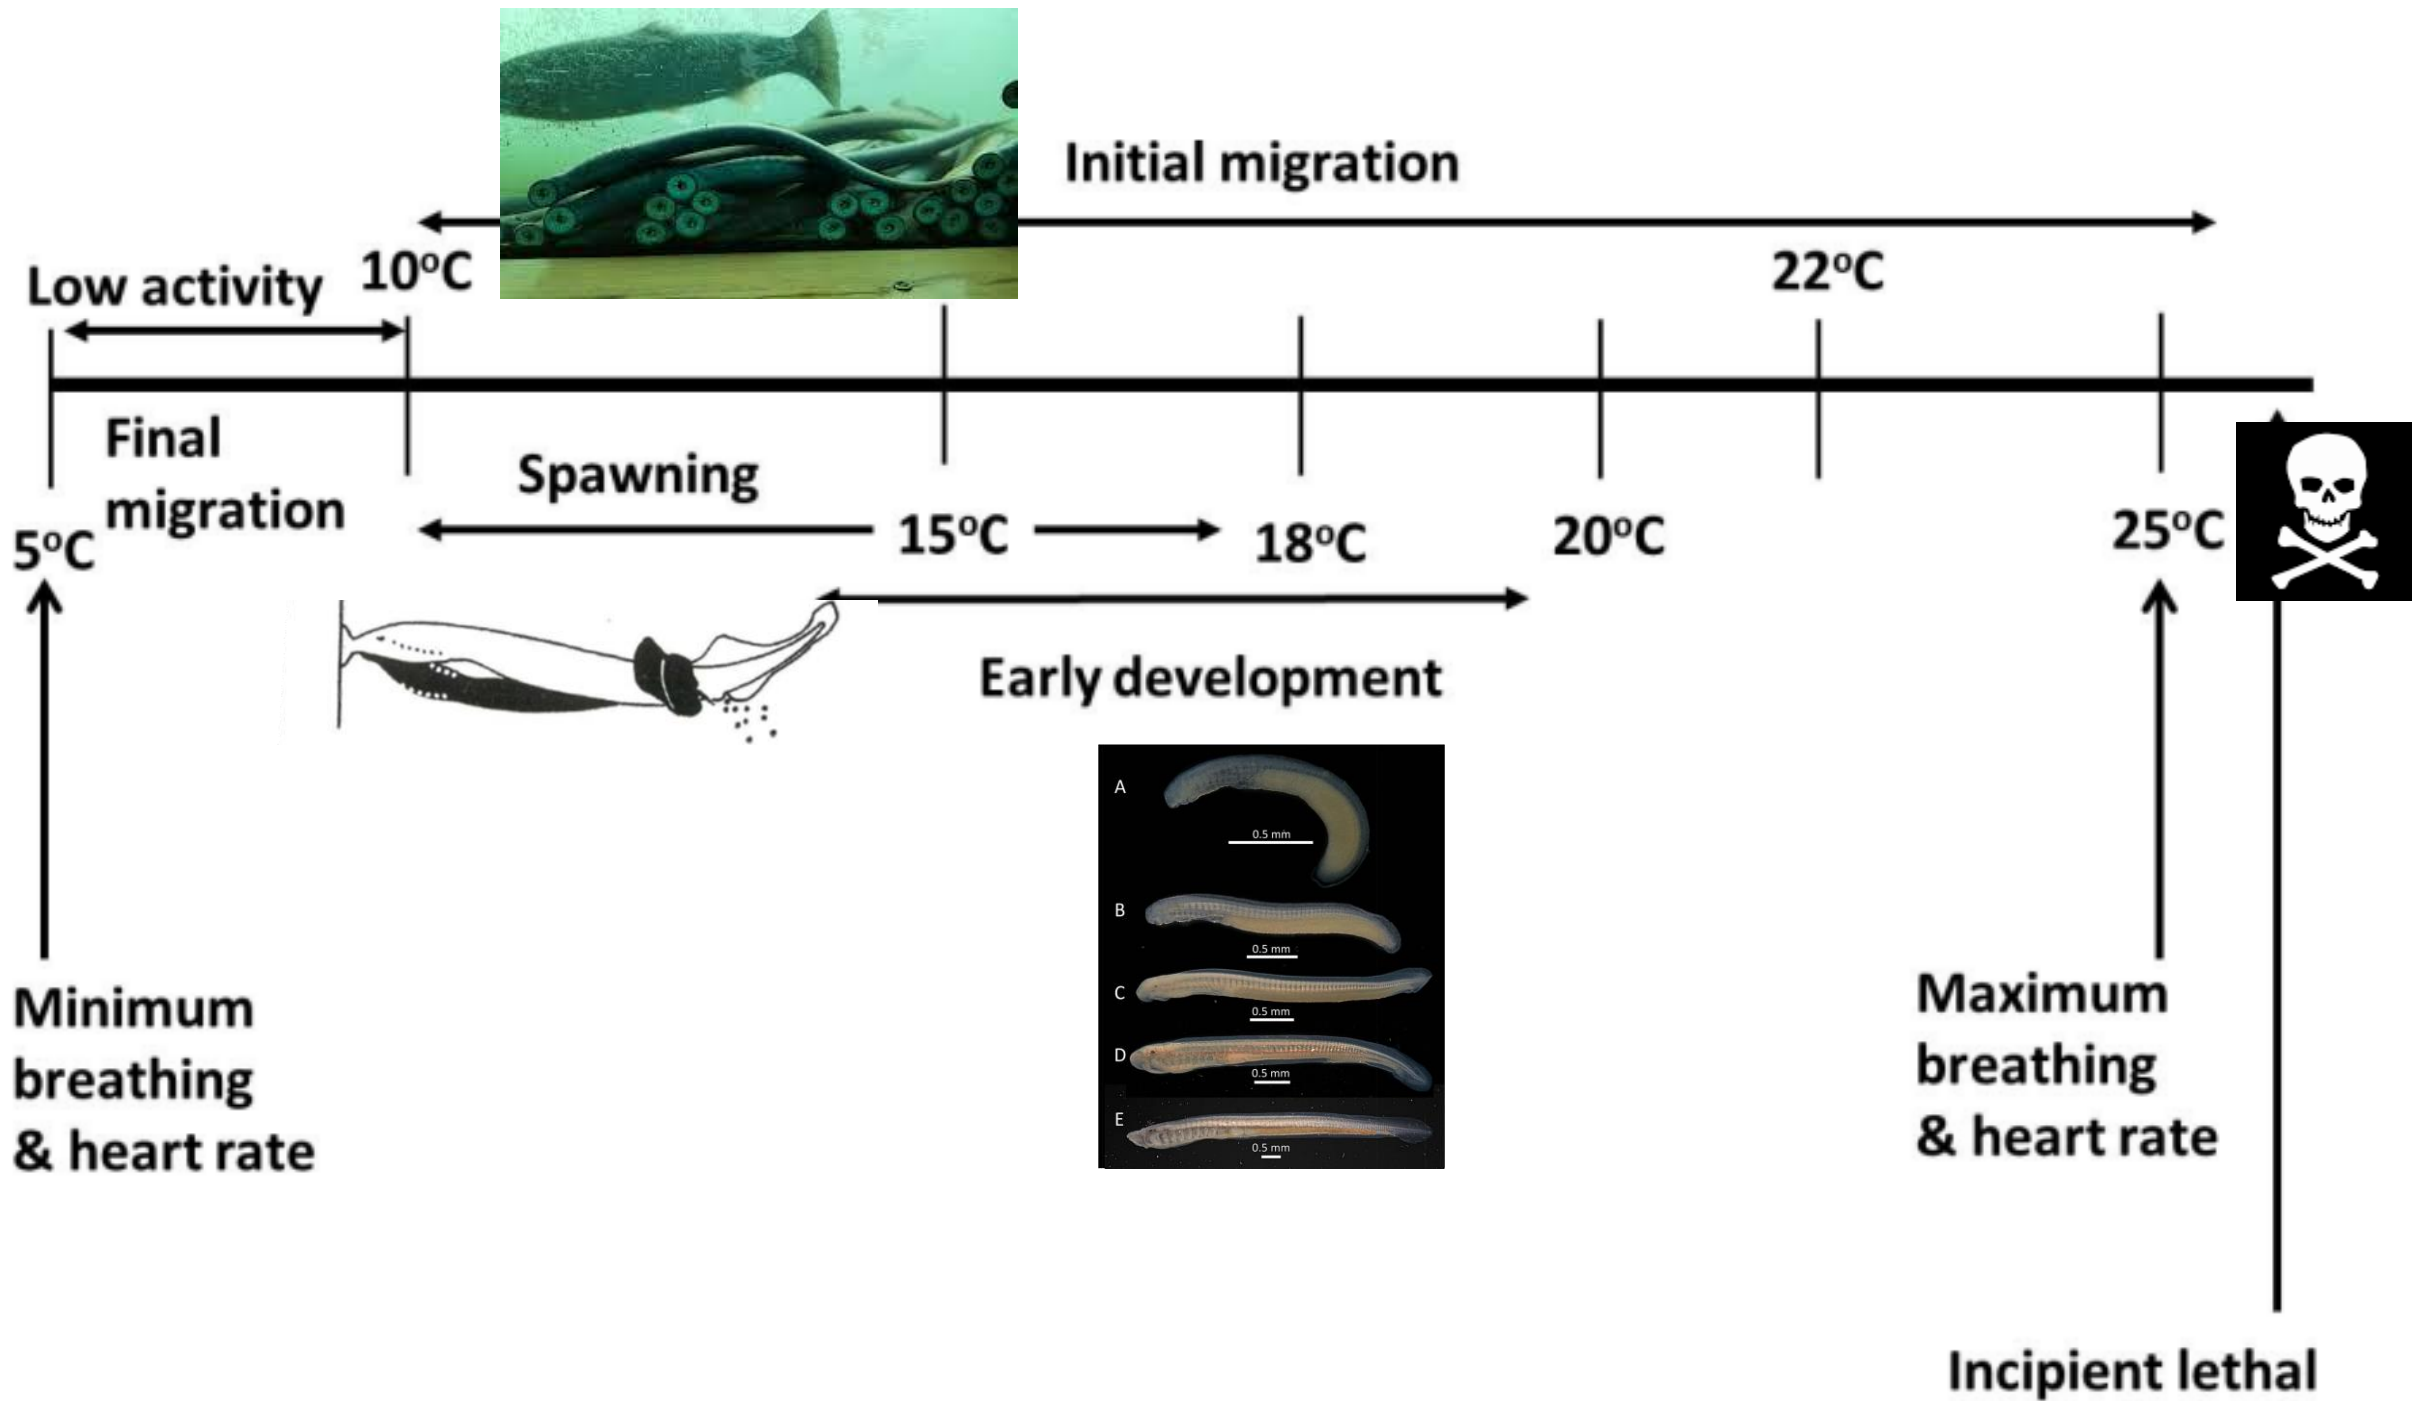 Initial migration
Low activity
10ºC
22ºC
Final
migration
Spawning
5ºC
15ºC
18ºC
20ºC
25ºC
Early development
A
0.5 mm
B
0.5 mm
C
0.5 mm
D
0.5 mm
E
0.5 mm
Minimum
breathing
& heart rate
Maximum
breathing
& heart rate
Incipient lethal